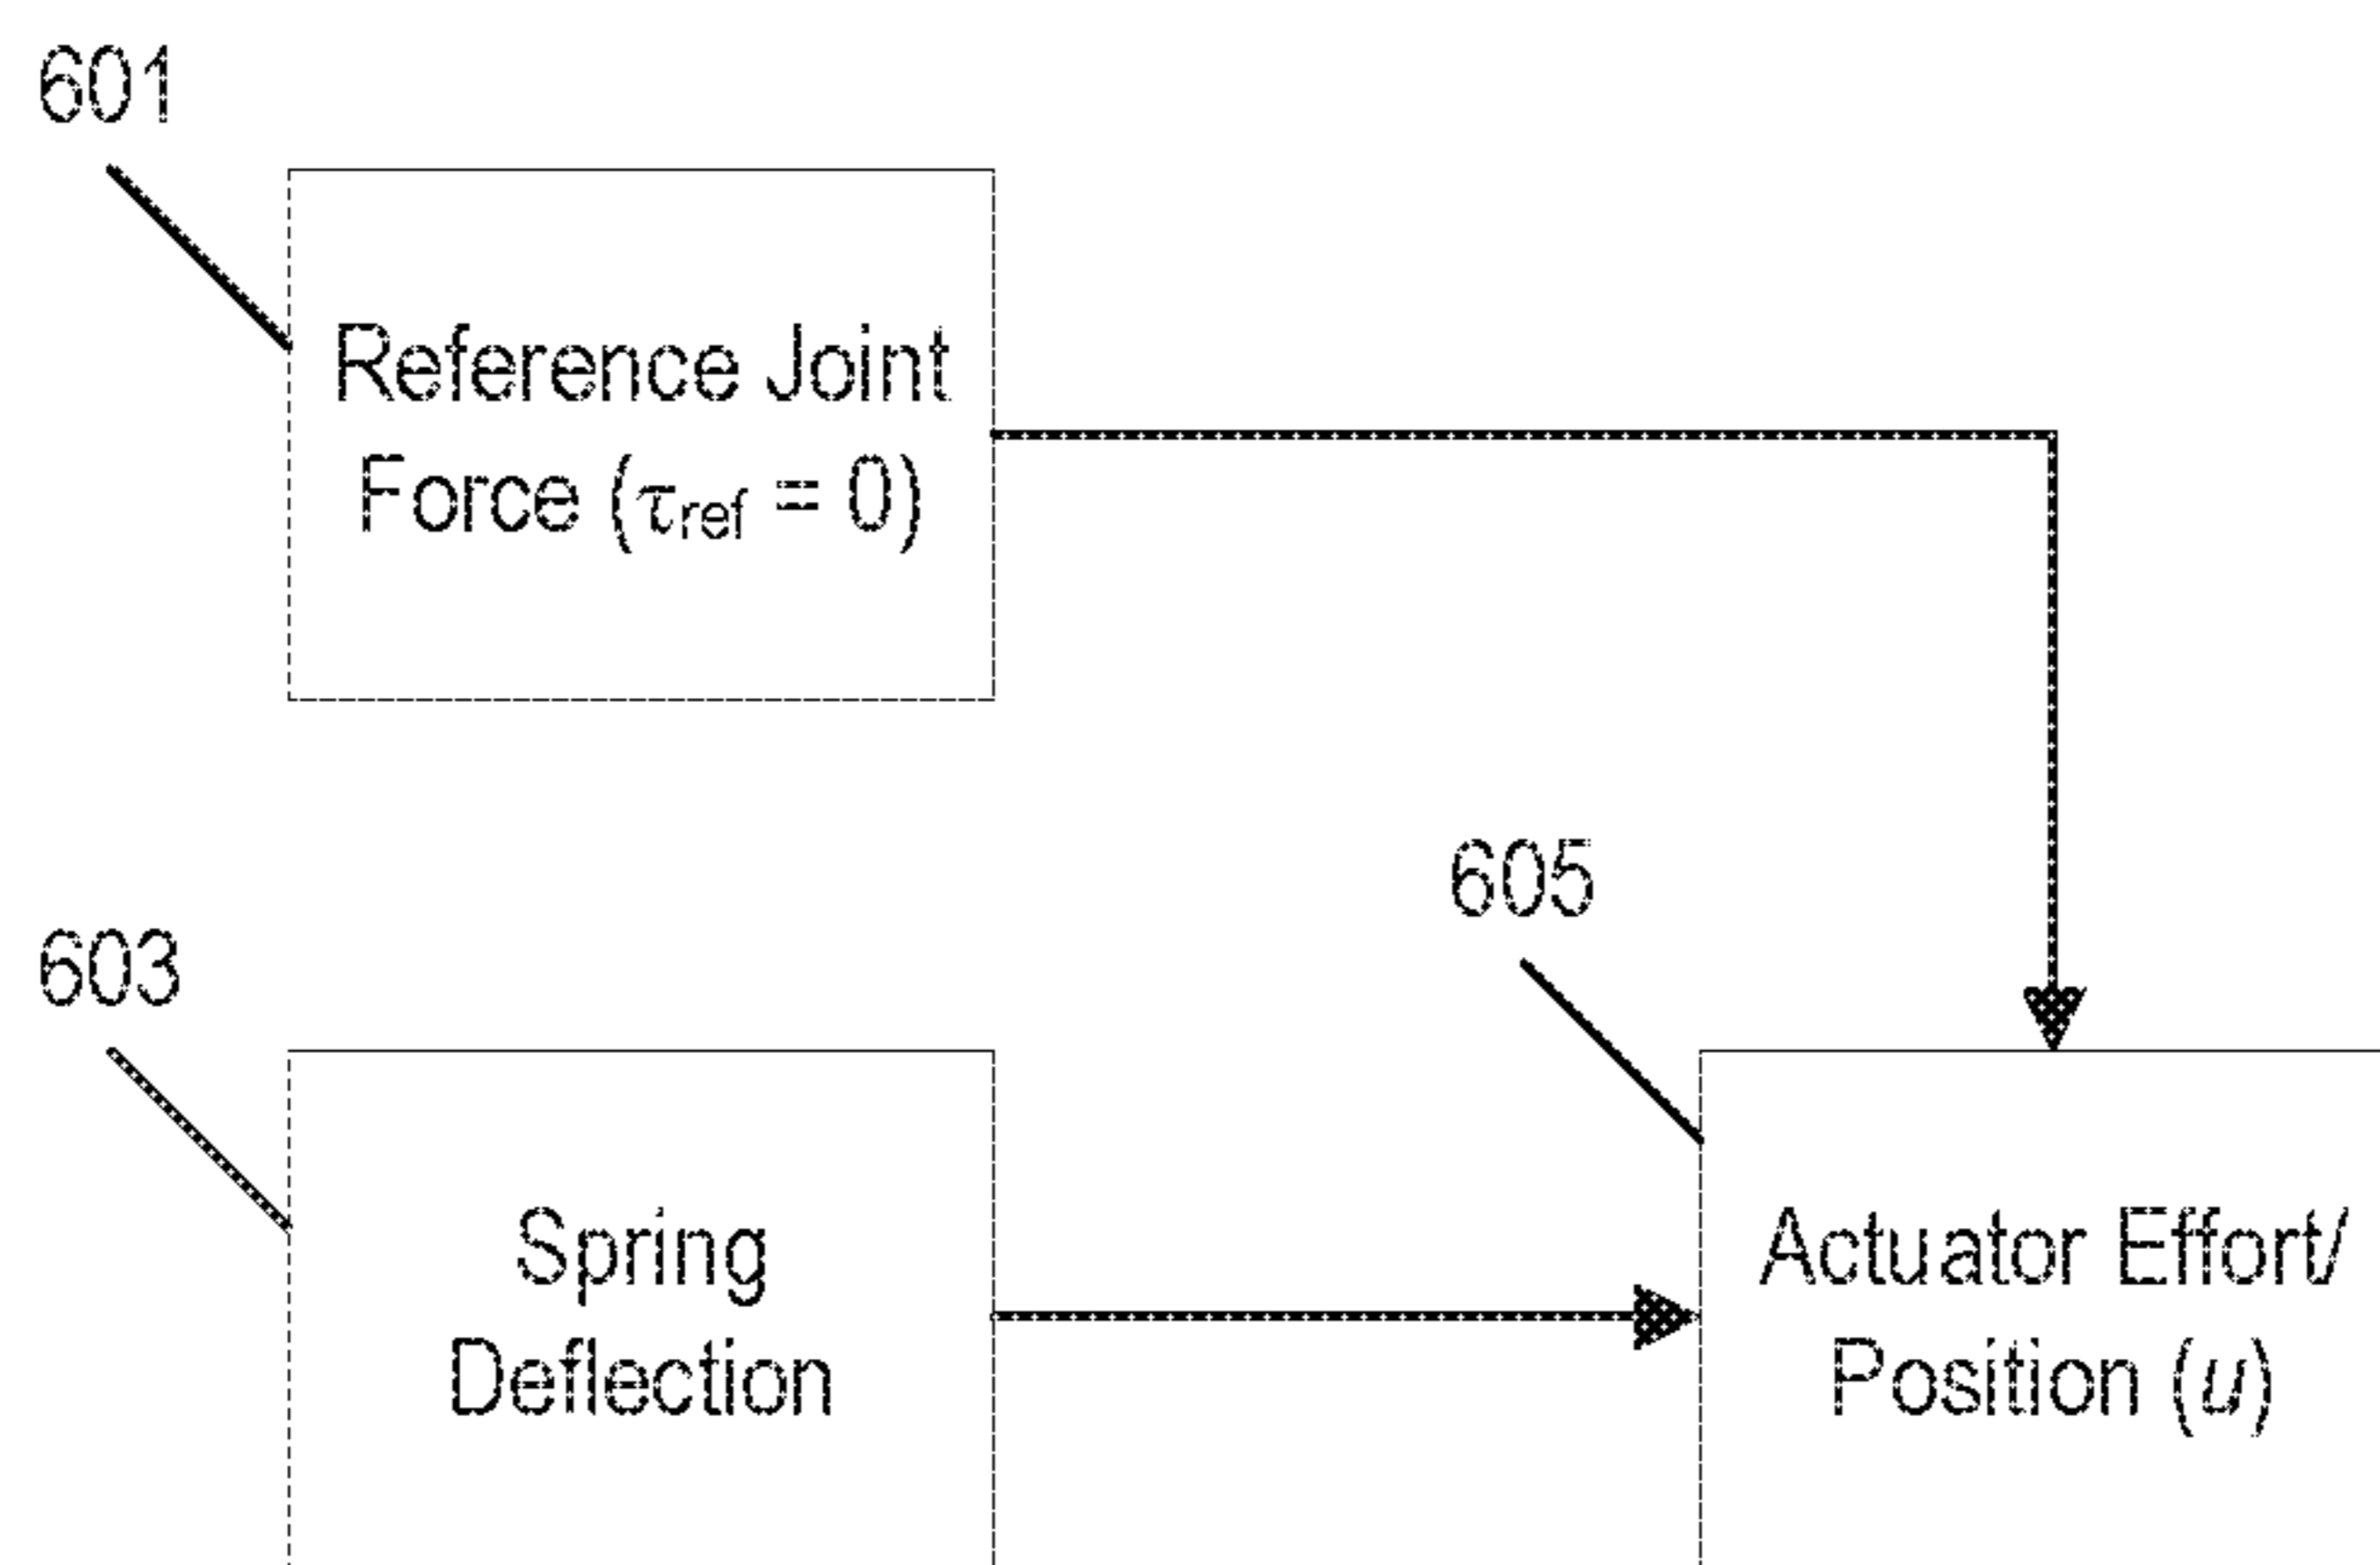 601
Reference Joint
Force (τref = 0)
603
Spring
Deflection
605
Actuator Effort/
Position (u)